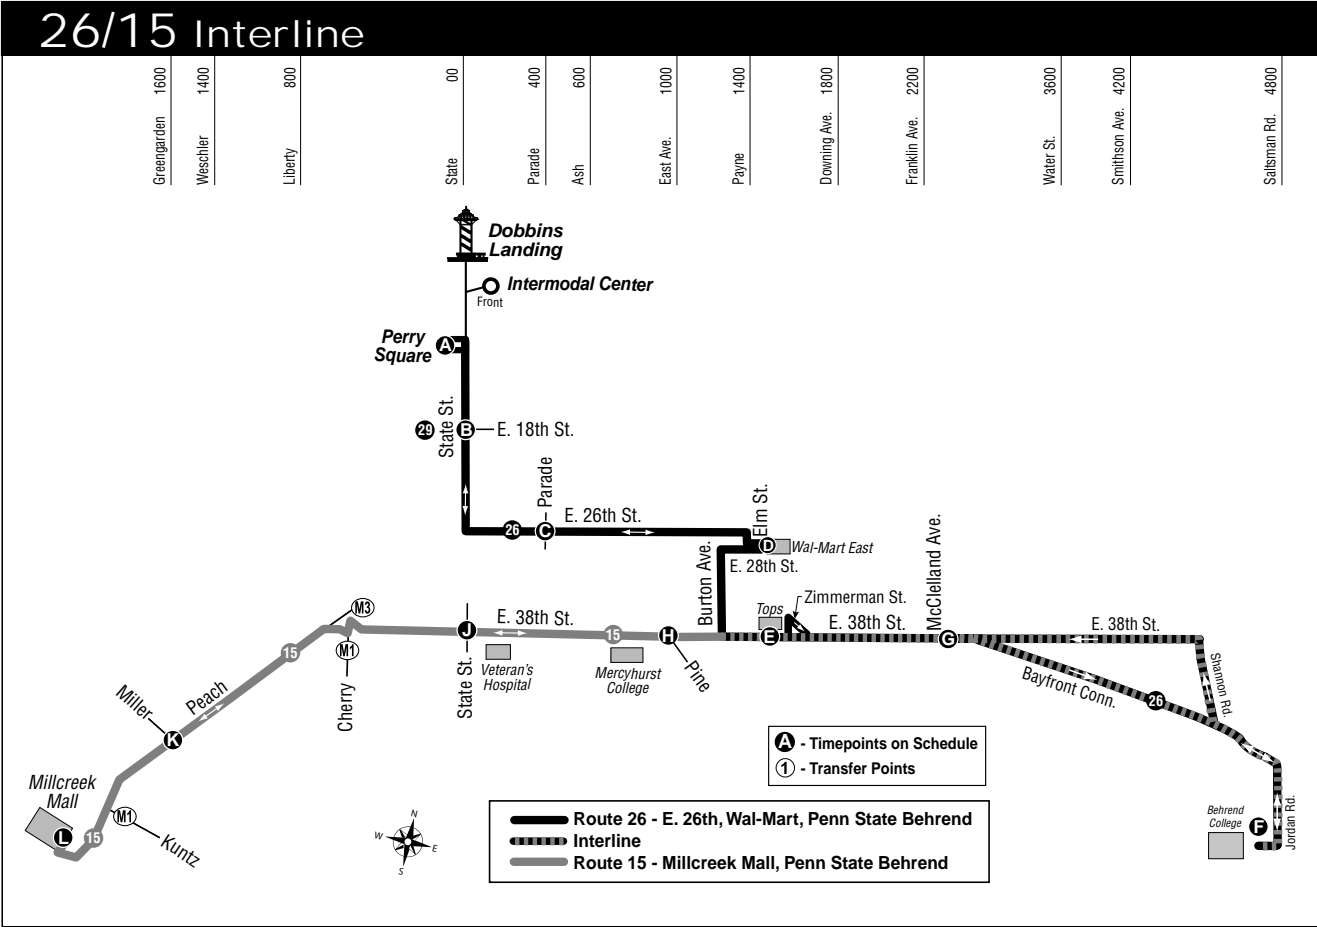 26/15 Interline
Greengarden 1600
Weschler 1400
Liberty 800
State 00
Parade 400
Ash 600
East Ave. 1000
Payne 1400
Downing Ave. 1800
Franklin Ave. 2200
Water St. 3600
Smithson Ave. 4200
Saltsman Rd. 4800
Dobbins
Landing
Intermodal Center
Front
Perry
Square
A
State St.
29
B
E. 18th St.
Parade
26
C
E. 26th St.
Elm St.
D
Wal-Mart East
E. 28th St.
Burton Ave.
McClelland Ave.
Zimmerman St.
Tops
M3
J
E. 38th St.
15
H
E
E. 38th St.
G
E. 38th St.
M1
15
Cherry
State St.
Veteran's
Hospital
Mercyhurst
College
Pine
Bayfront Conn.
26
Shannon Rd.
Miller
Peach
K
A - Timepoints on Schedule
1 - Transfer Points
Millcreek
Mall
L
15
M1
Kuntz
N
W
E
S
Route 26 - E. 26th, Wal-Mart, Penn State Behrend
Interline
Route 15 - Millcreek Mall, Penn State Behrend
Behrend
College
F
Jordan Rd.